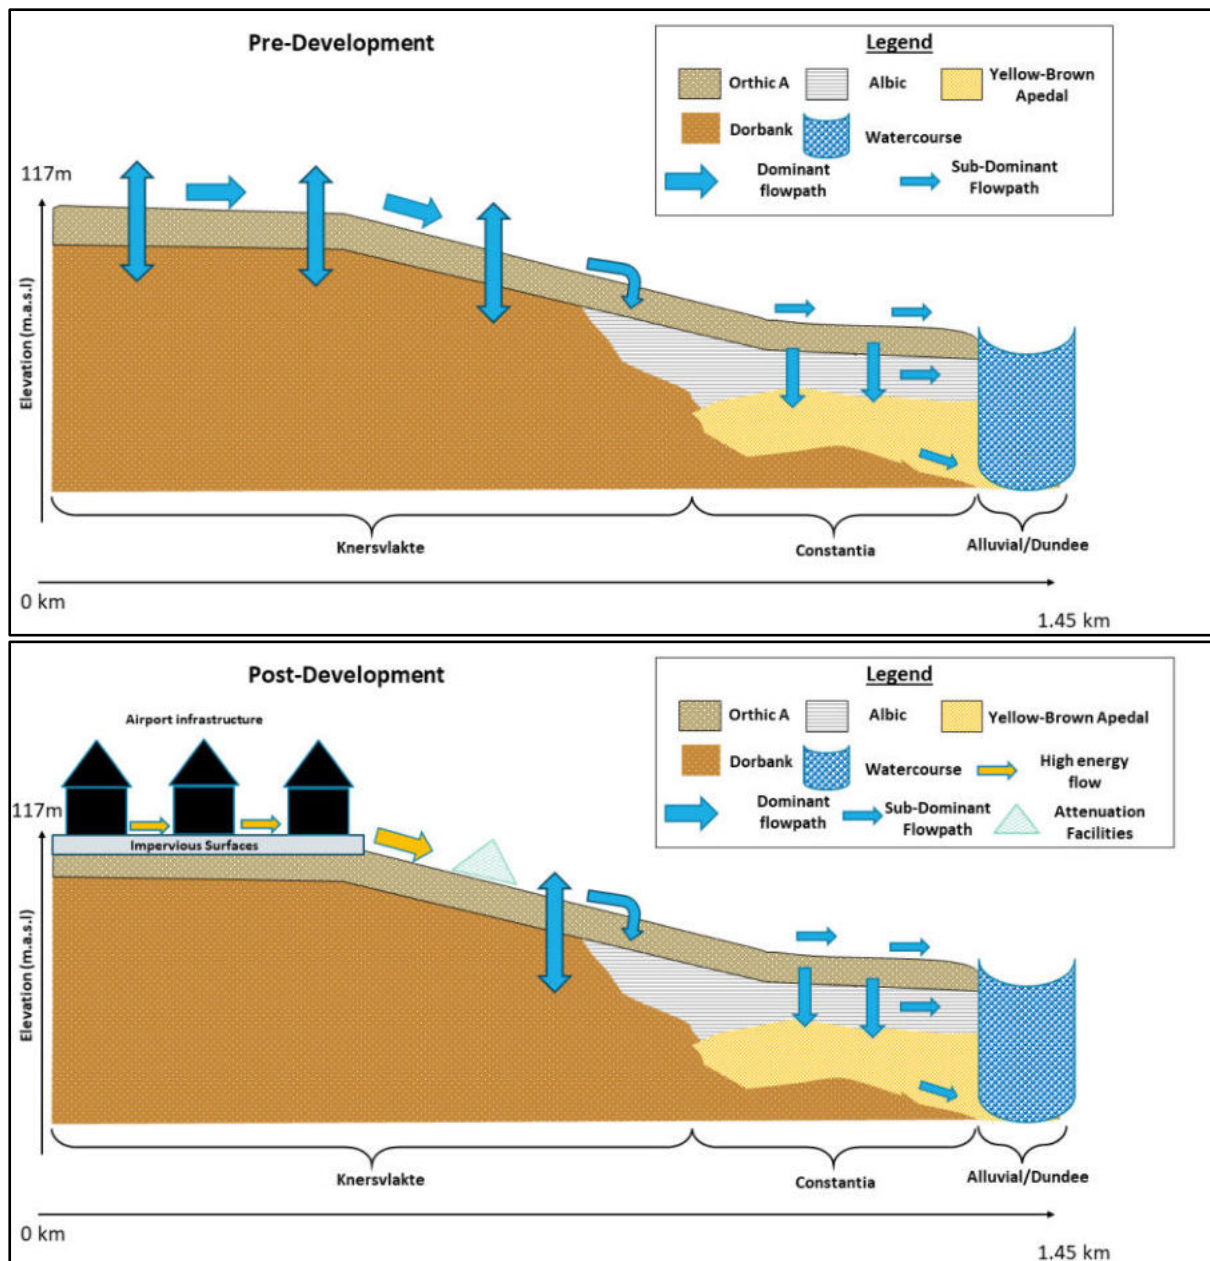 Pre-Development
Legend
Orthic A
Albic
Yellow-Brown
Apedal
Dorbank
Watercourse
Dominant
flowpath
Sub-Dominant
Flowpath
117m
Elevation (m.a.s.l)
Knersvlakte
Constantia
Alluvial/Dundee
0 km
1.45 km
Post-Development
Legend
Orthic A
Albic
Yellow-Brown Apedal
Dorbank
Watercourse
High energy
flow
Dominant
flowpath
Sub-Dominant
Flowpath
Attenuation
Facilities
Airport infrastructure
117m
Impervious Surfaces
Elevation (m.a.s.l)
Knersvlakte
Constantia
Alluvial/Dundee
0 km
1.45 km